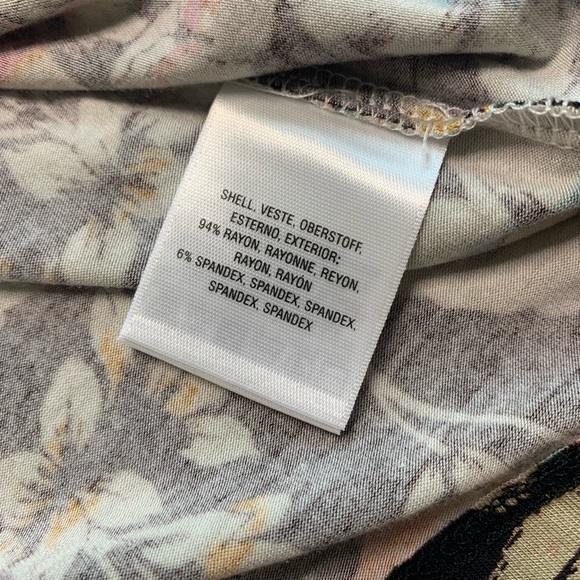 SHELL. VESTE, OBERSTOFF,
ESTERNO, EXTERIOR:
94% RAYON, RAYONNE, REYON,
RAYON, RAYÓN
6% SPANDEX, SPANDEX, SPANDEX,
SPANDEX, SPANDEX